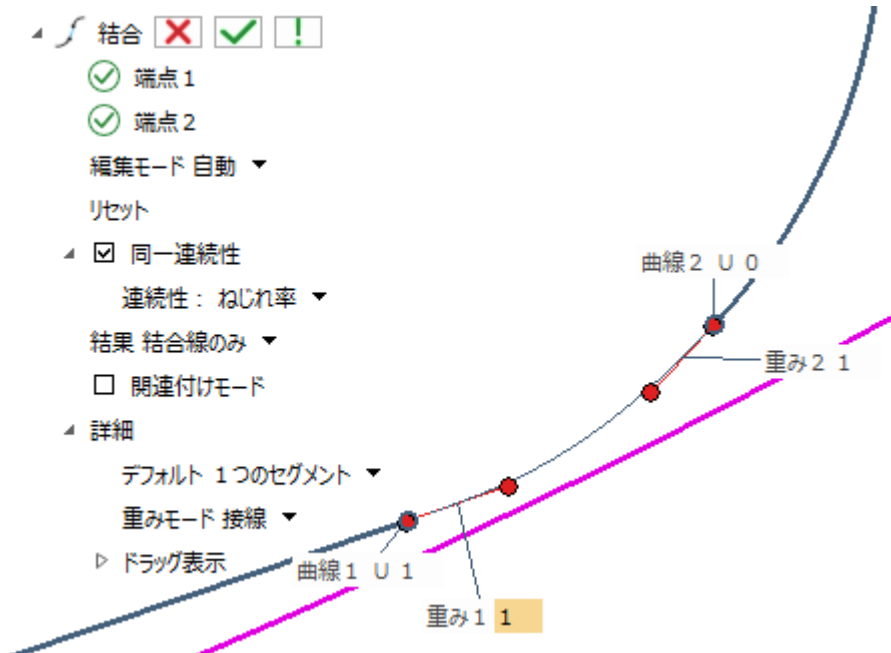 結合
端点1
端点2
編集モード 自動
リセット
同一連続性
連続性： ねじれ率
結果 結合線のみ
関連付けモード
詳細
デフォルト 1つのセグメント
重みモード 接線
ドラッグ表示
曲線2 U 0
重み2 1
曲線1 U 1
重み1 1